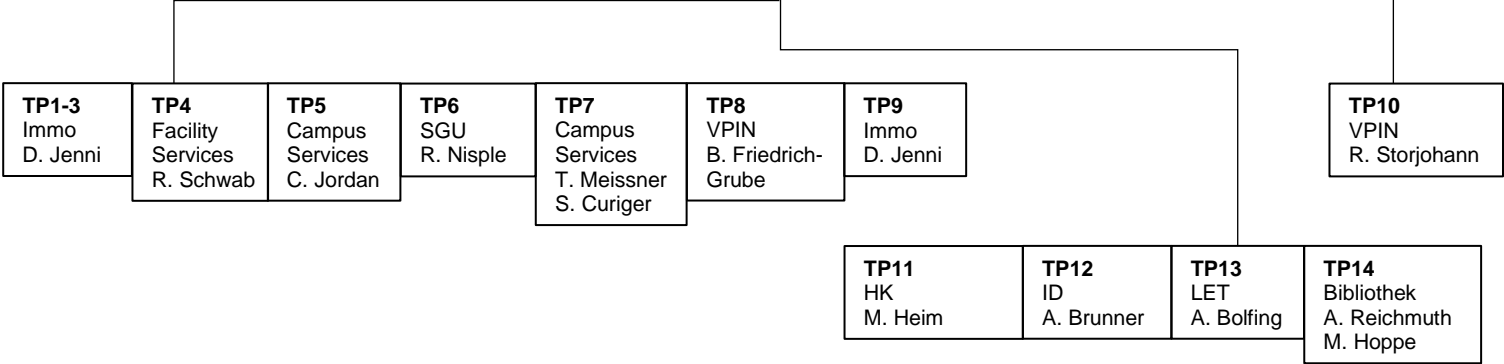 TP1-3
Immo
D. Jenni
TP4
Facility
Services
R. Schwab
TP5
Campus
Services
C. Jordan
TP6
SGU
R. Nisple
TP7
Campus
Services
T. Meissner
S. Curiger
TP8
VPIN
B. Friedrich-
Grube
TP9
Immo
D. Jenni
TP10
VPIN
R. Storjohann
TP11
HK
M. Heim
TP12
ID
A. Brunner
TP13
LET
A. Bolfing
TP14
Bibliothek
A. Reichmuth
M. Hoppe